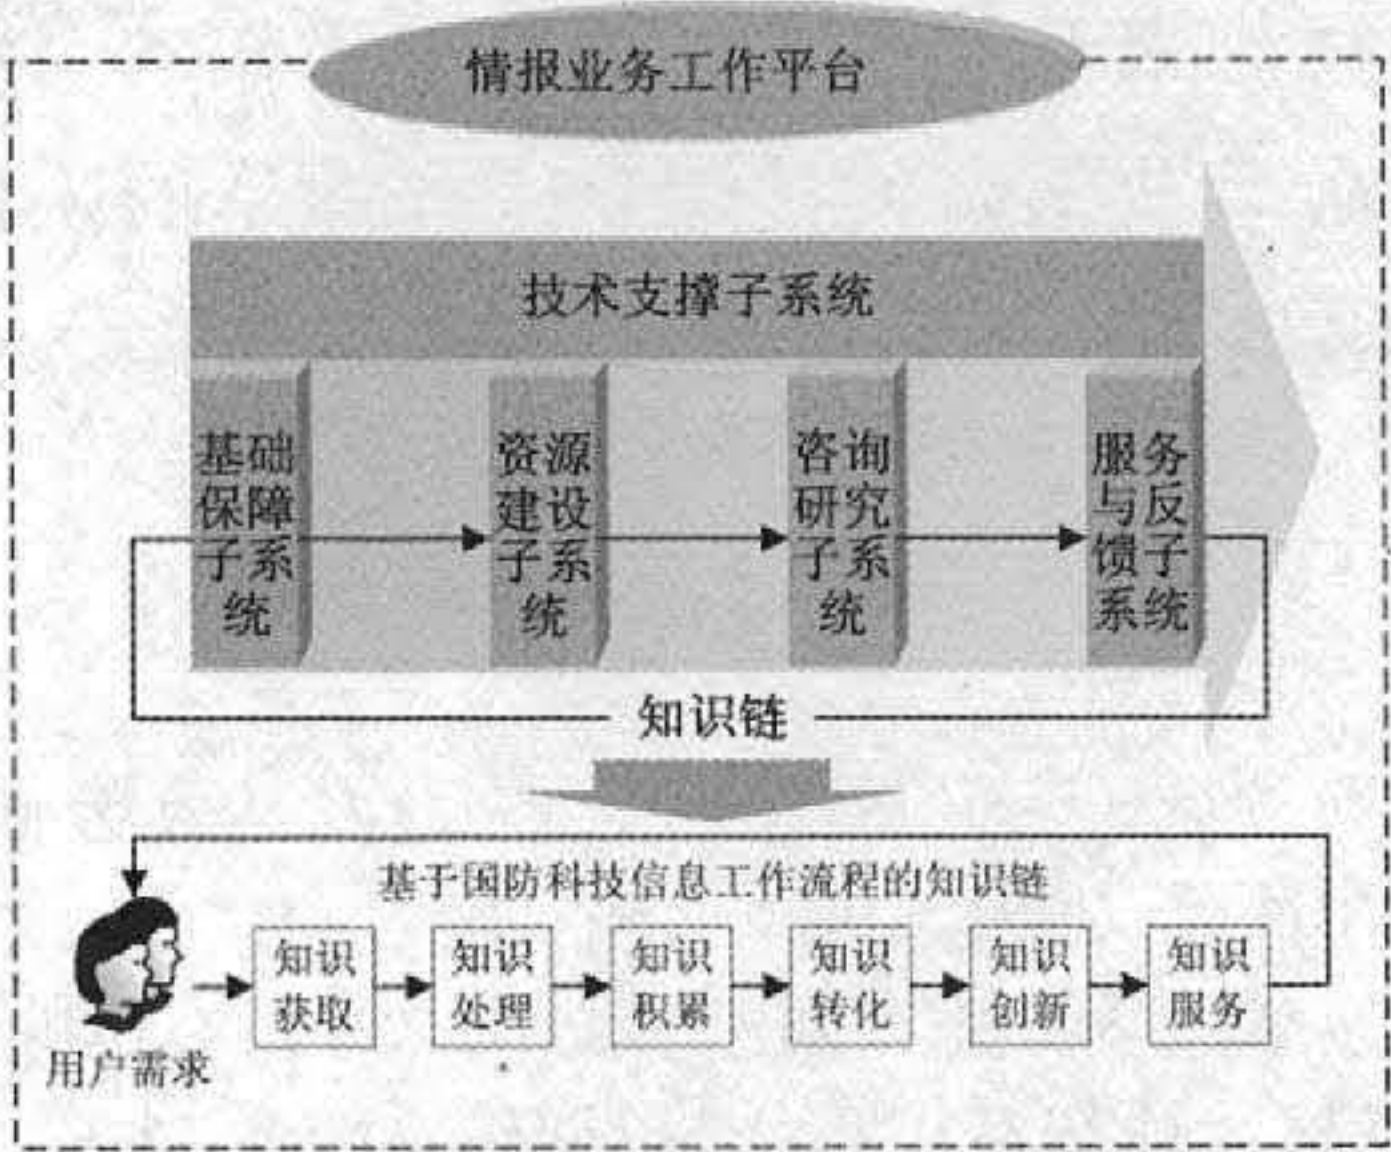 情报业务工作平台
技术支撑子系统
基础
保障
子系
统
资源
建设
子系
统
咨询
研究
子系
统
服务
与反
馈子
系统
知识链
基于国防科技信息工作流程的知识链
知识
获取
知识
处理
知识
积累
知识
转化
知识
创新
知识
服务
用户需求